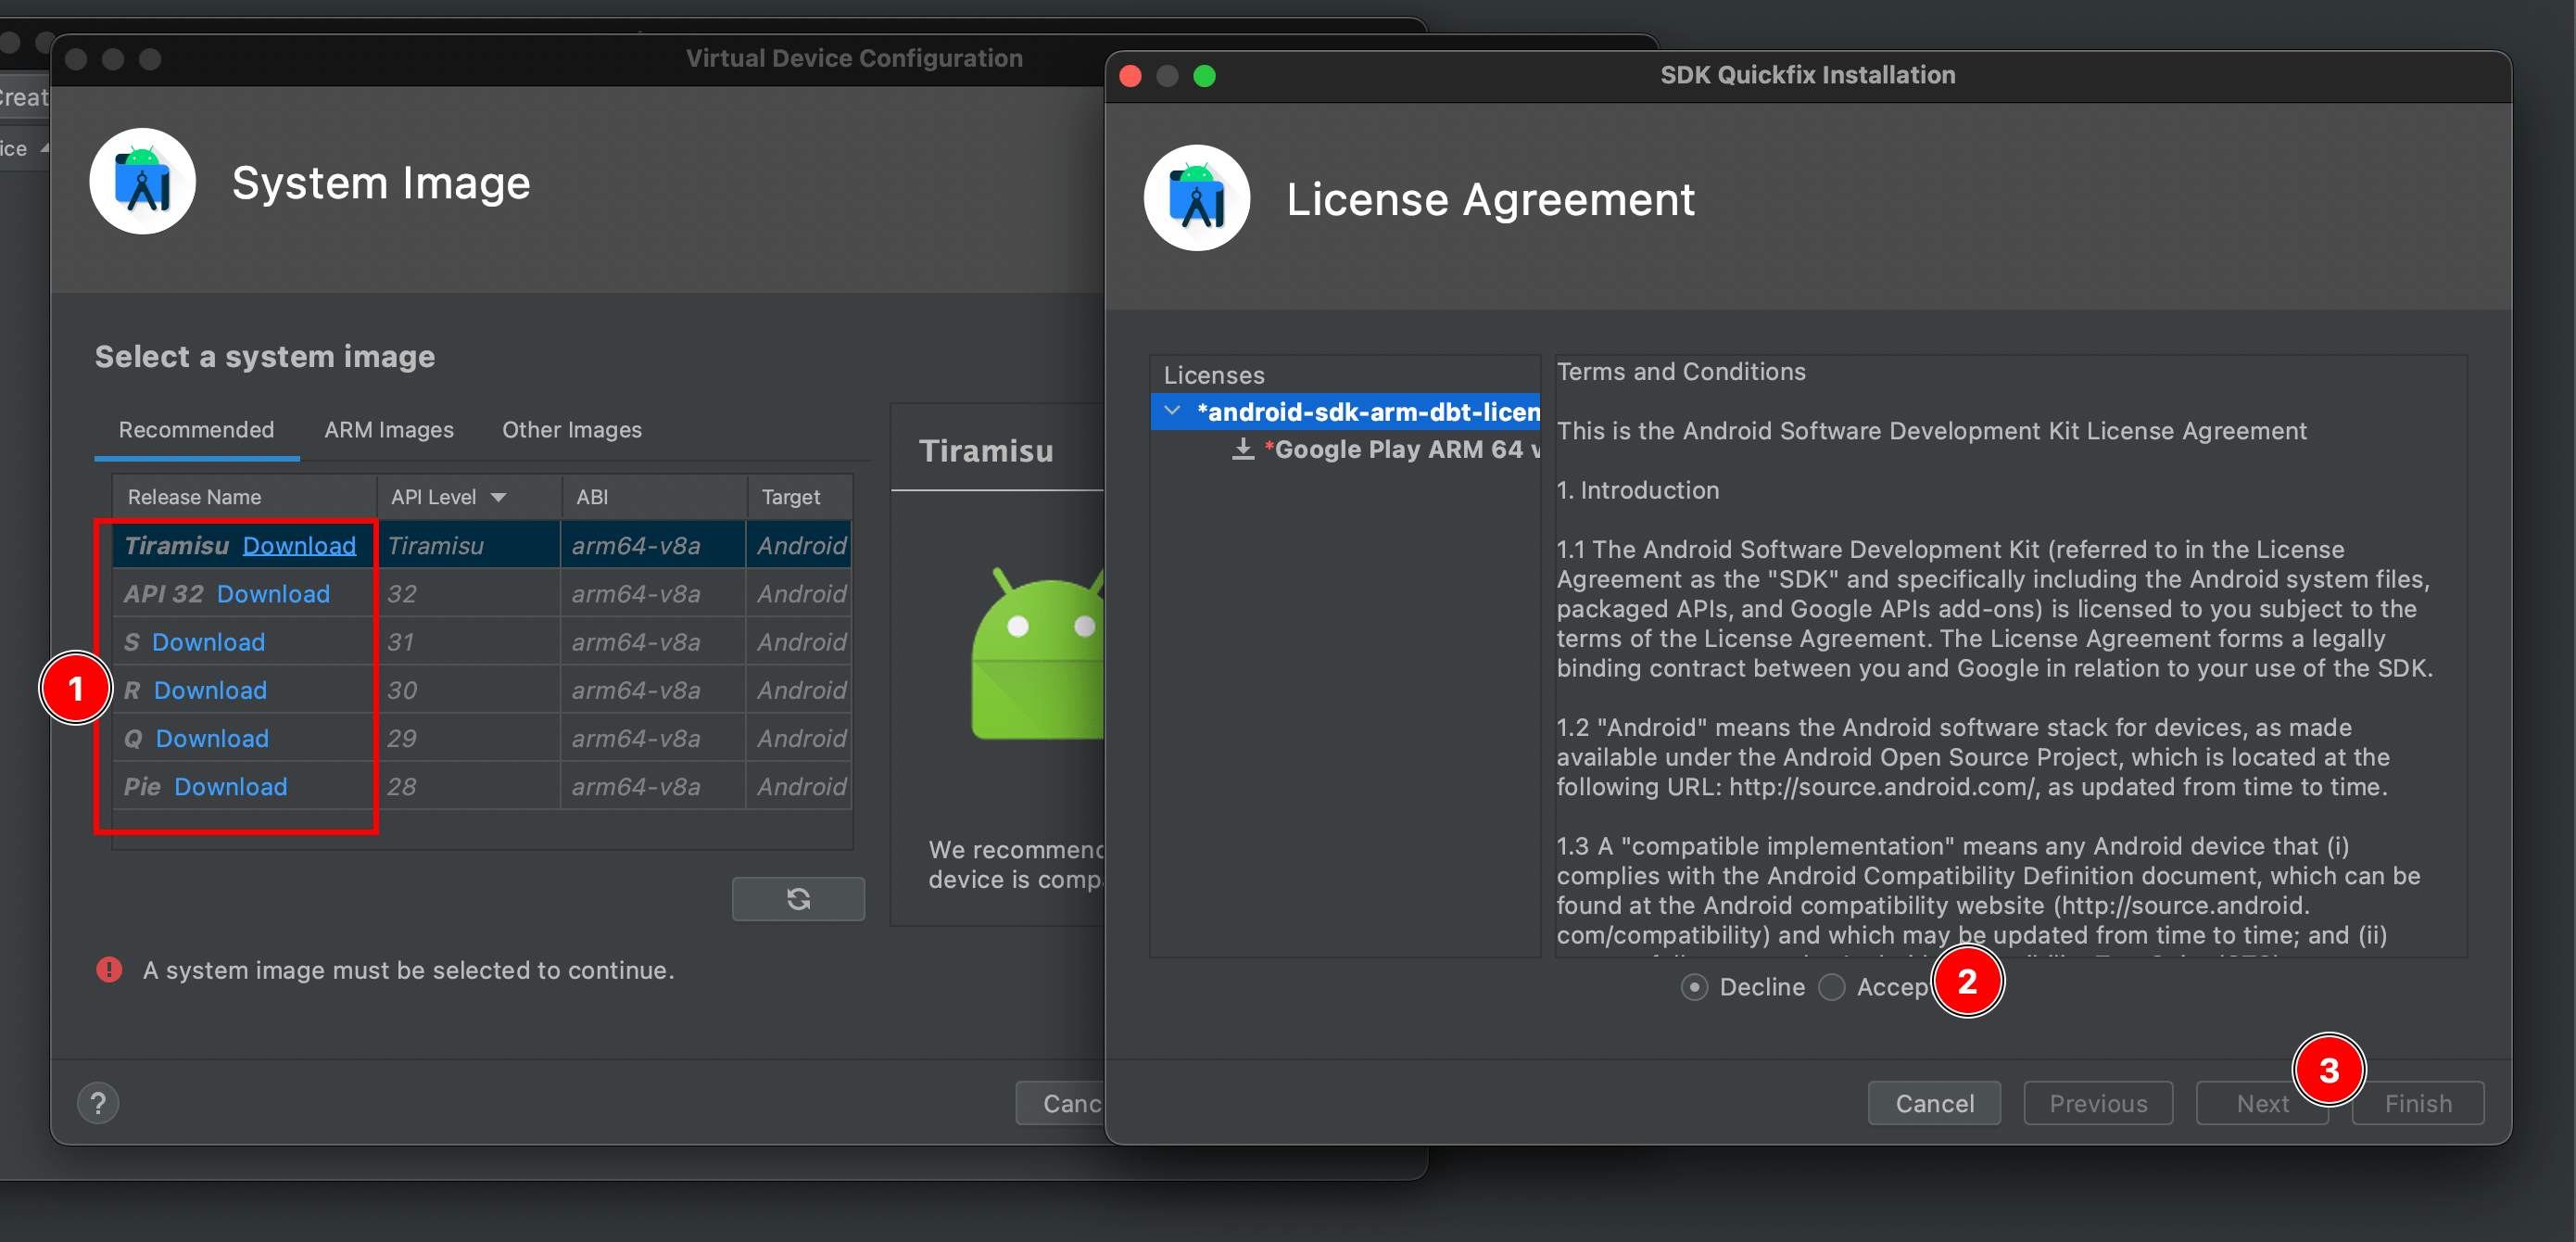 Virtual Device Configuration
System Image
Select a system image
Recommended ARM Images Other Images
Release Name API Level ABI Target
Tiramisu Download Tiramisu arm64-v8a Android
API 32 Download 32 arm64-v8a Android
S Download 31 arm64-v8a Android
R Download 30 arm64-v8a Android
Q Download 29 arm64-v8a Android
Pie Download 28 arm64-v8a Android
1
Tiramisu
We recommend
device is comp
A system image must be selected to continue.
?
Canc
SDK Quickfix Installation
License Agreement
Licenses
*android-sdk-arm-dbt-licen
*Google Play ARM 64 v
Terms and Conditions
This is the Android Software Development Kit License Agreement
1. Introduction
1.1 The Android Software Development Kit (referred to in the License
Agreement as the "SDK" and specifically including the Android system files,
packaged APIs, and Google APIs add-ons) is licensed to you subject to the
terms of the License Agreement. The License Agreement forms a legally
binding contract between you and Google in relation to your use of the SDK.
1.2 "Android" means the Android software stack for devices, as made
available under the Android Open Source Project, which is located at the
following URL: http://source.android.com/, as updated from time to time.
1.3 A "compatible implementation" means any Android device that (i)
complies with the Android Compatibility Definition document, which can be
found at the Android compatibility website (http://source.android.
com/compatibility) and which may be updated from time to time; and (ii)
Decline Accep 2
3
Cancel Previous Next Finish